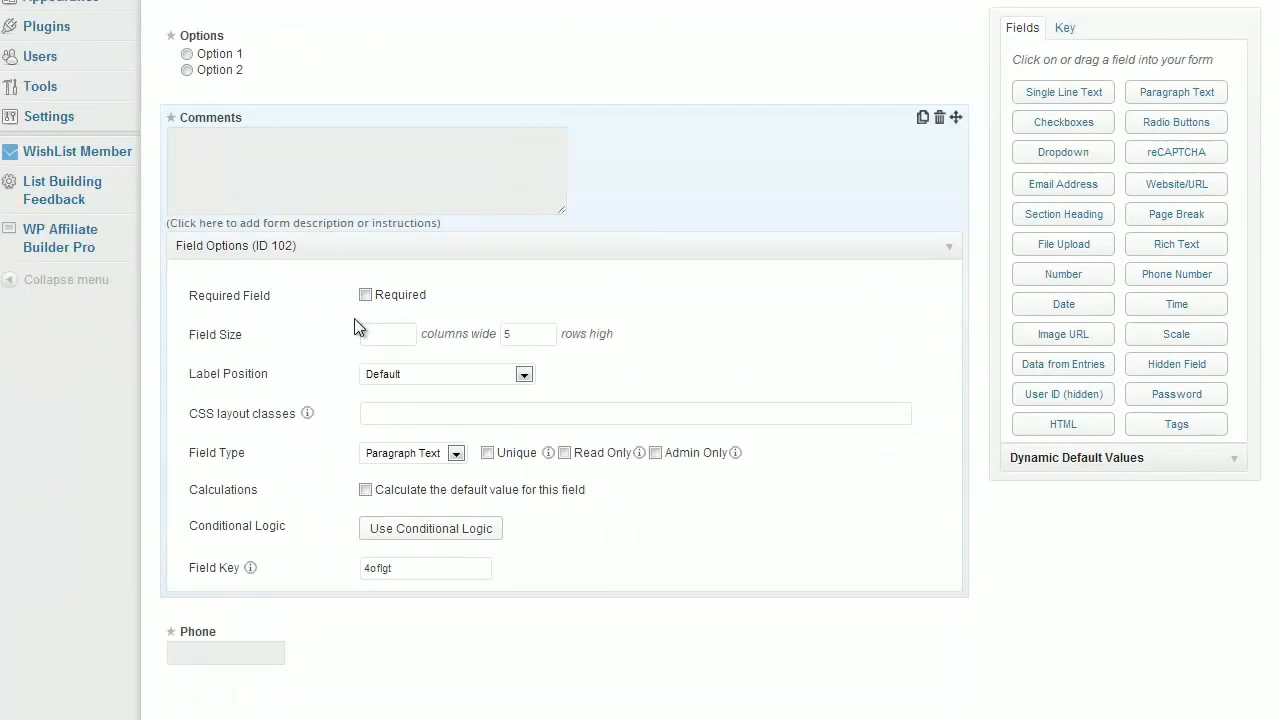 Plugins
Users
Tools
Settings
WishList Member
List Building
Feedback
WP Affiliate
Builder Pro
Collapse menu
Options
Option 1
Option 2
Comments
(Click here to add form description or instructions)
Field Options (ID 102)
Required Field
Required
Field Size
columns wide 5 rows high
Label Position
Default
CSS layout classes
Field Type
Paragraph Text
Unique
Read Only
Admin Only
Calculations
Calculate the default value for this field
Conditional Logic
Use Conditional Logic
Field Key
4oflgt
Phone
Fields Key
Click on or drag a field into your form
Single Line Text
Paragraph Text
Checkboxes
Radio Buttons
Dropdown
reCAPTCHA
Email Address
Website/URL
Section Heading
Page Break
File Upload
Rich Text
Number
Phone Number
Date
Time
Image URL
Scale
Data from Entries
Hidden Field
User ID (hidden)
Password
HTML
Tags
Dynamic Default Values